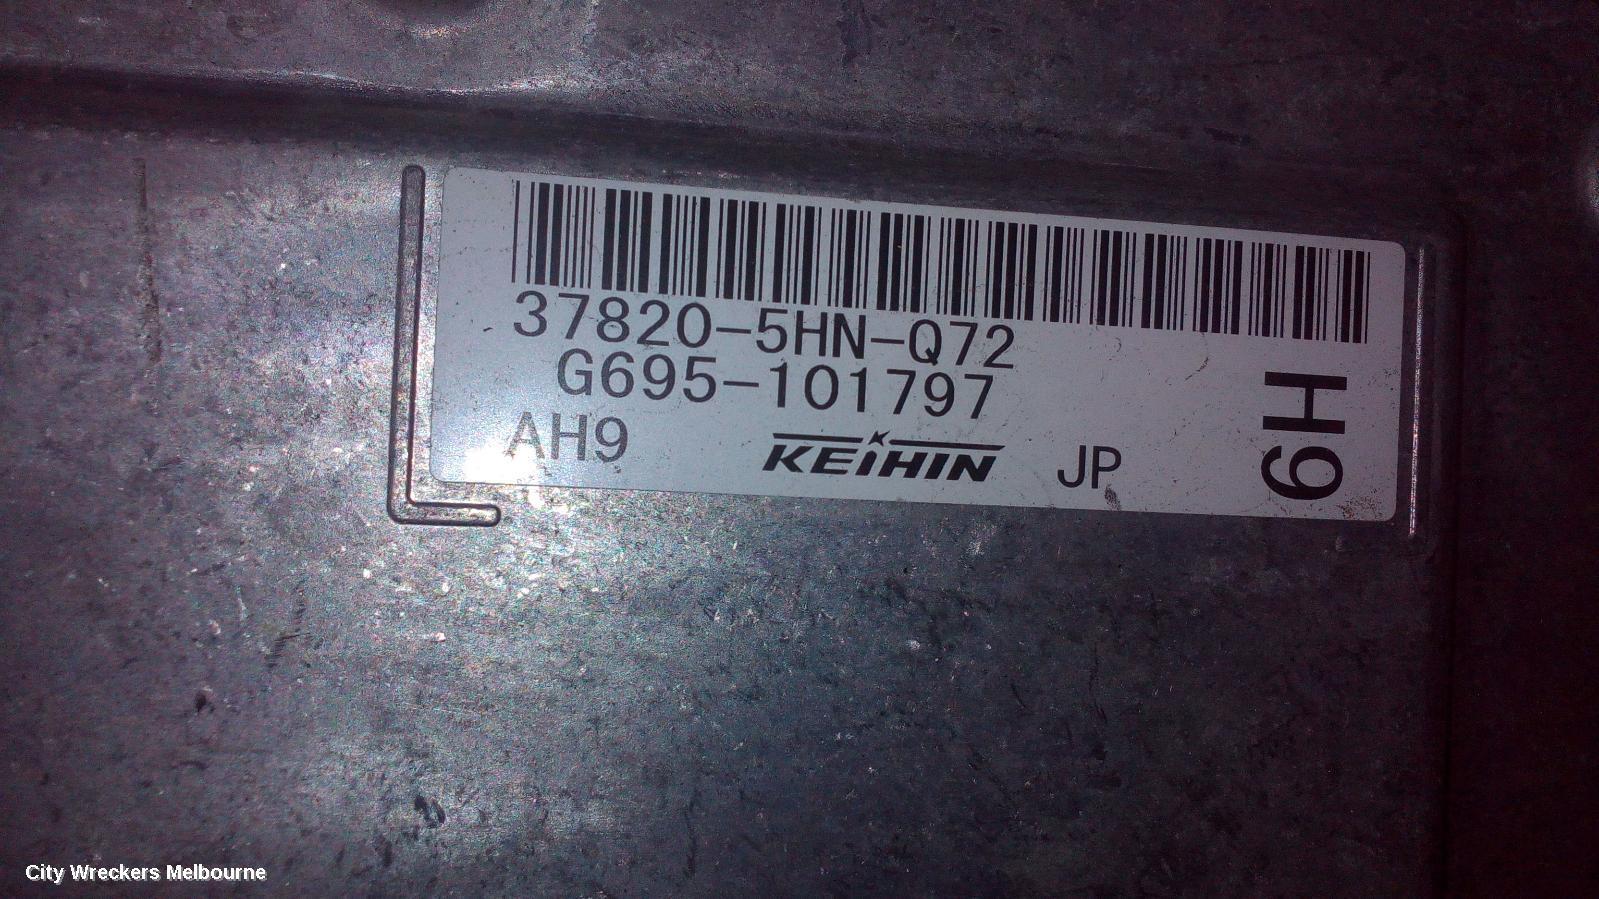 37820-5HN-Q72
G695-101797
AH9 KEIHIN JP
H9
City Wreckers Melbourne